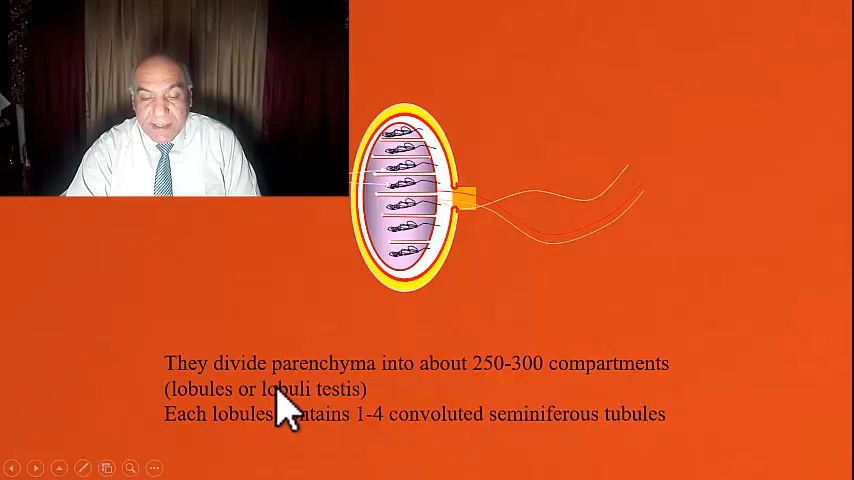 They divide parenchyma into about 250-300 compartments
(lobules or lobuli testis)
Each lobules contains 1-4 convoluted seminiferous tubules